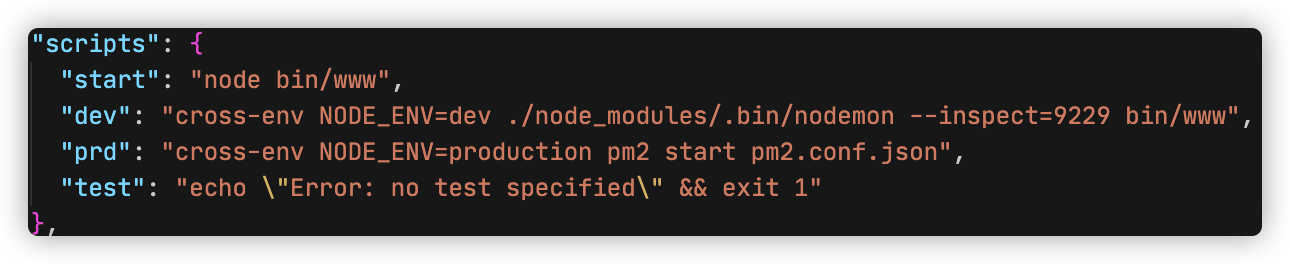 "scripts": {
  "start": "node bin/www",
  "dev": "cross-env NODE_ENV=dev ./node_modules/.bin/nodemon --inspect=9229 bin/www",
  "prd": "cross-env NODE_ENV=production pm2 start pm2.conf.json",
  "test": "echo \"Error: no test specified\" && exit 1"
},